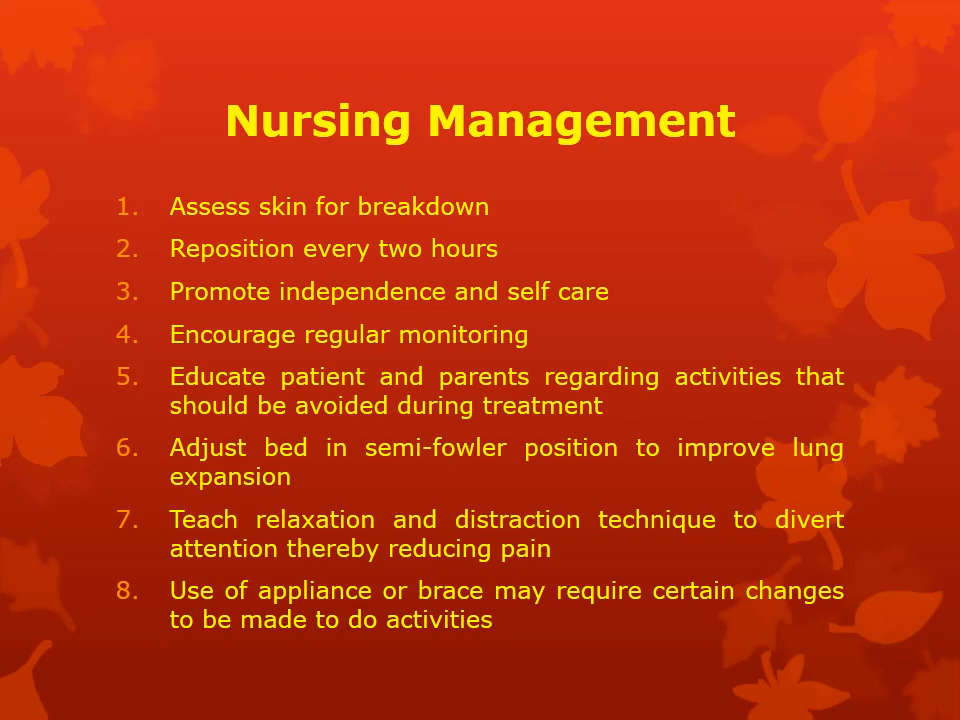 Nursing Management
1. Assess skin for breakdown
2. Reposition every two hours
3. Promote independence and self care
4. Encourage regular monitoring
5. Educate patient and parents regarding activities that
should be avoided during treatment
6. Adjust bed in semi-fowler position to improve lung
expansion
7. Teach relaxation and distraction technique to divert
attention thereby reducing pain
8. Use of appliance or brace may require certain changes
to be made to do activities